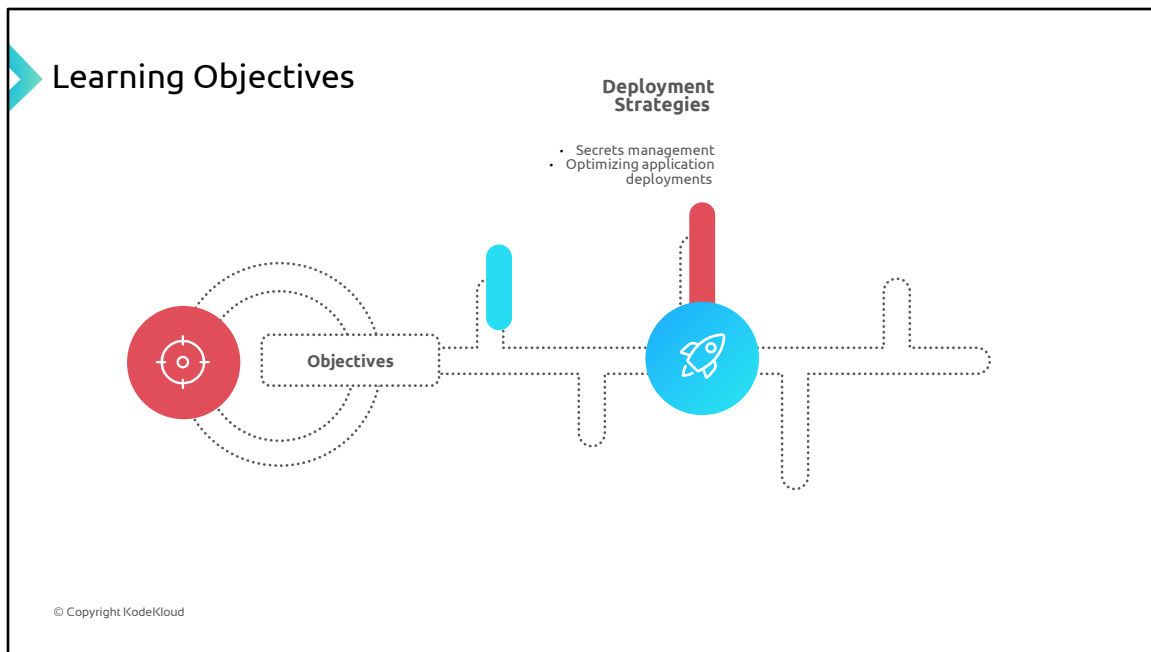 Learning Objectives
Deployment
Strategies
• Secrets management
• Optimizing application
deployments
Objectives
© Copyright KodeKloud